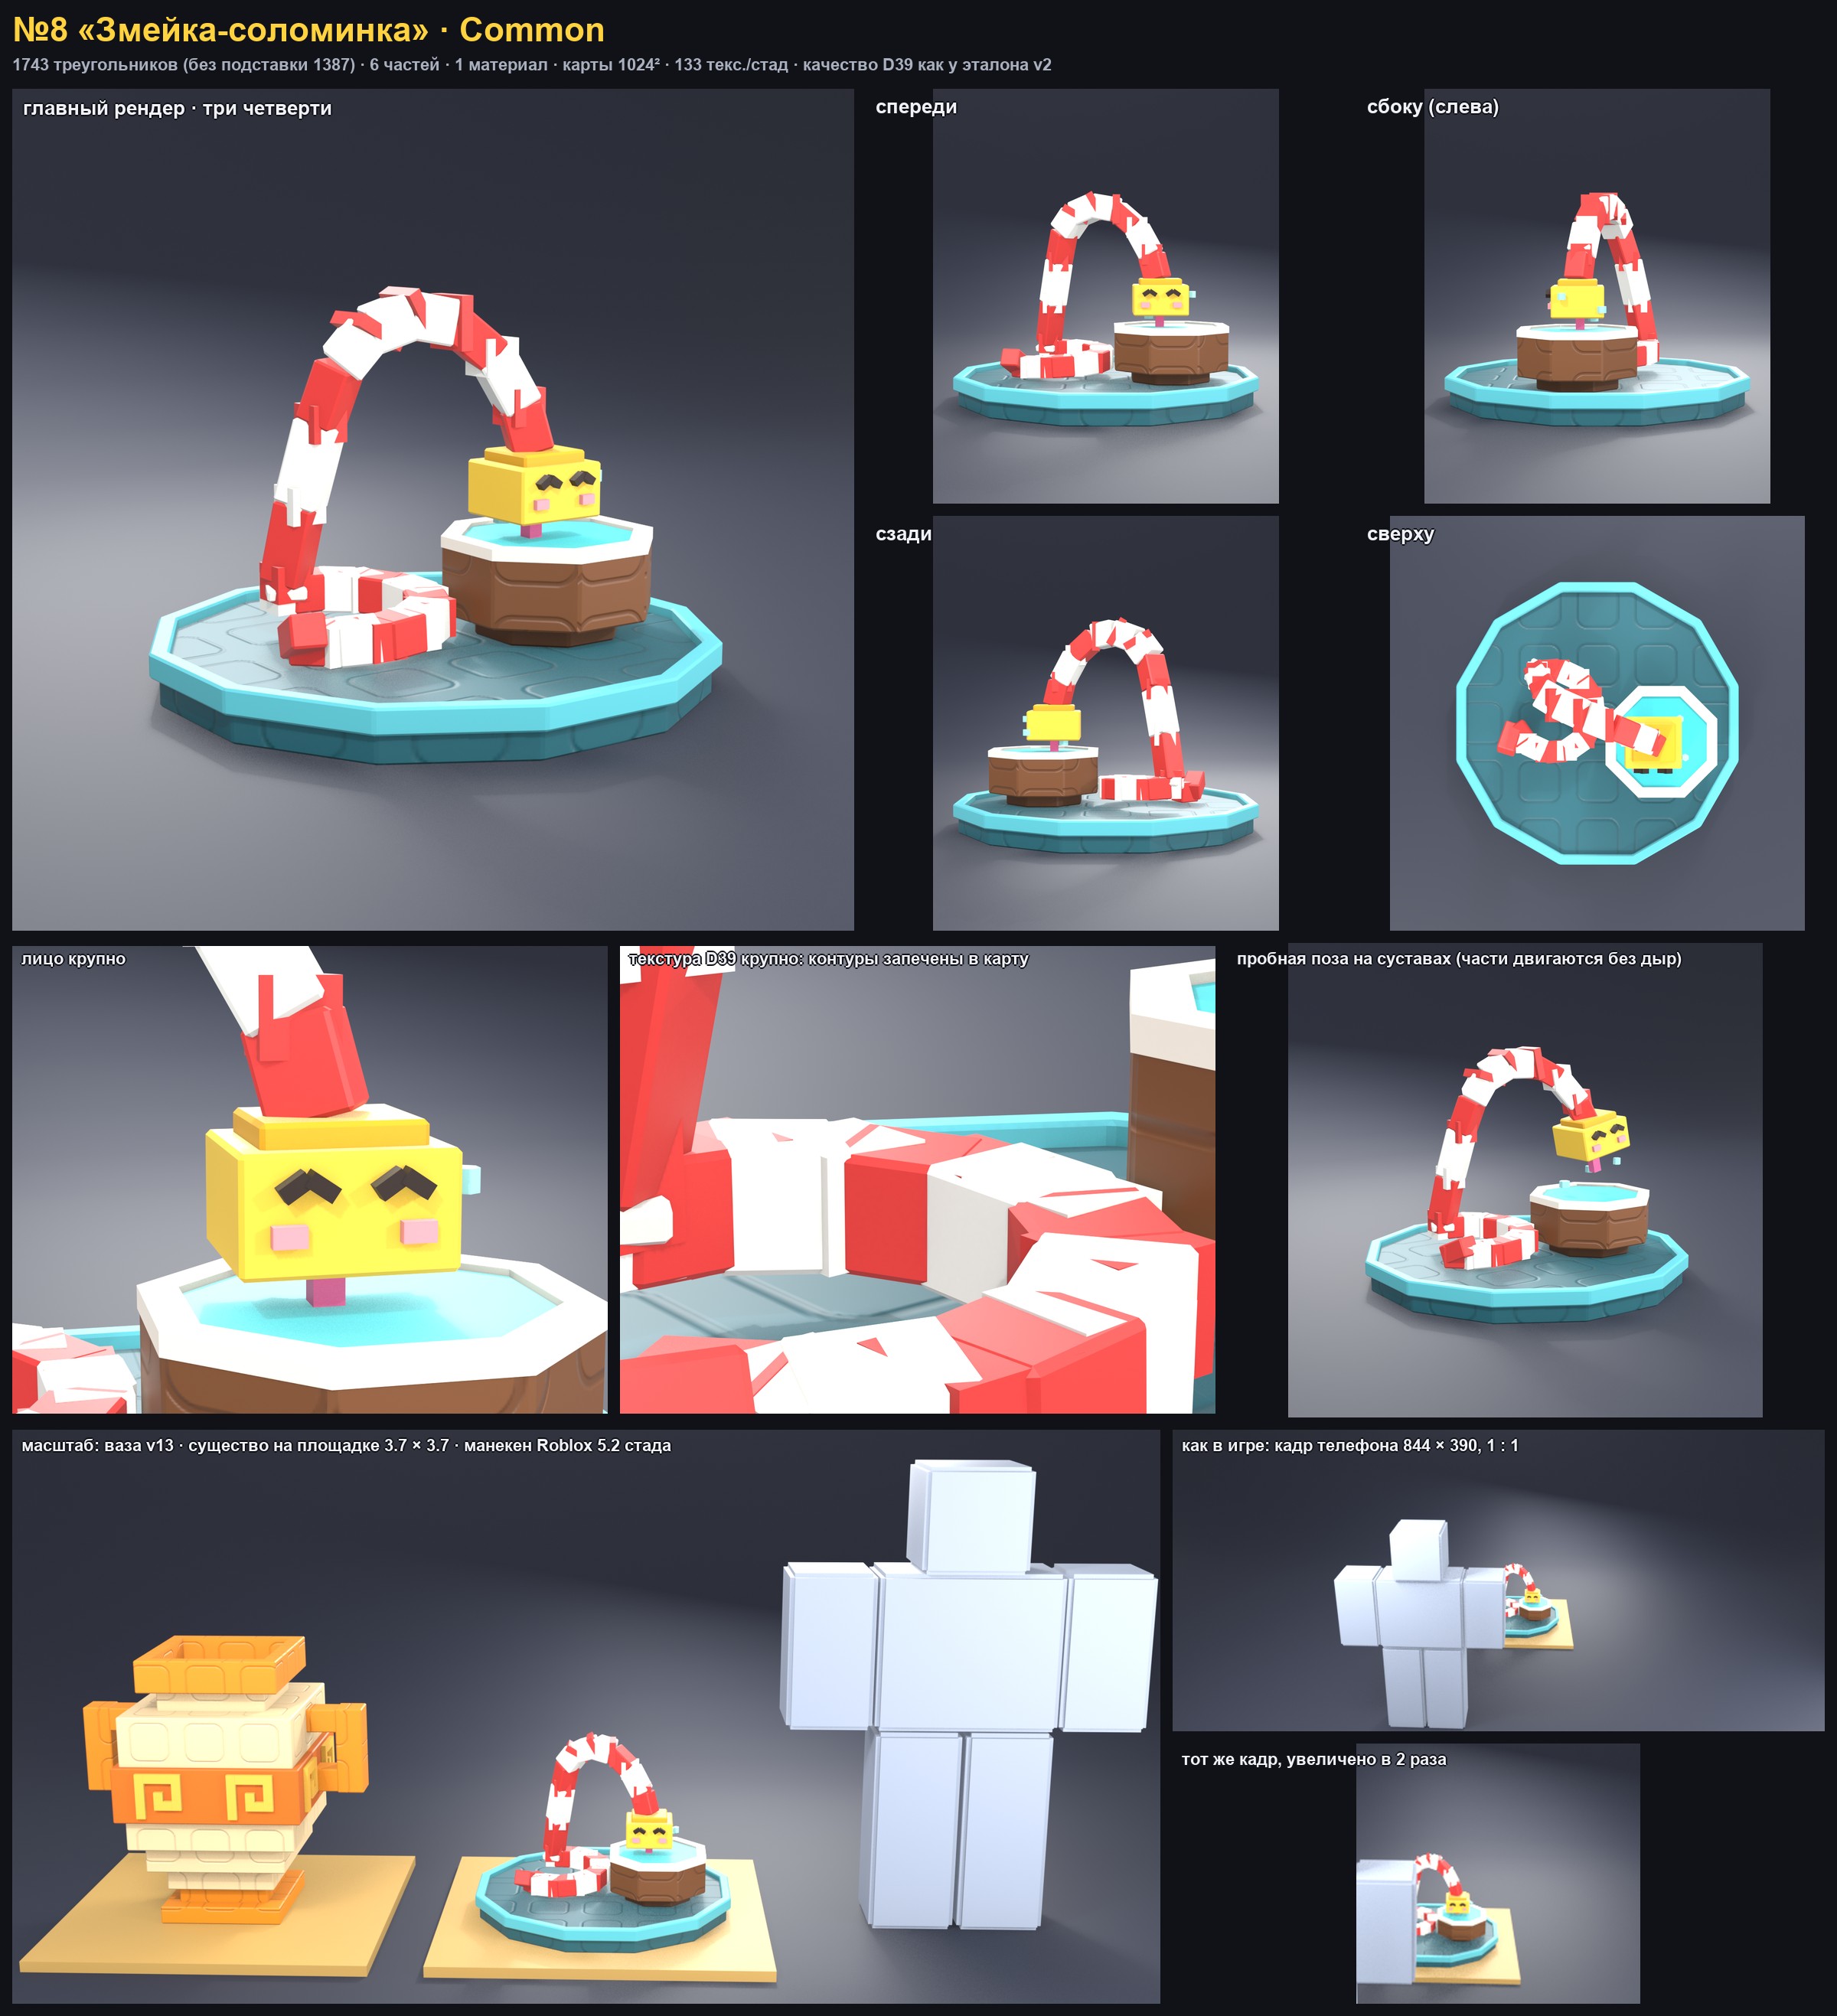 №8 «Змейка-соломинка» · Common
1743 треугольников (без подставки 1387) · 6 частей · 1 материал · карты 1024² · 133 текс./стад · качество D39 как у эталона v2
главный рендер · три четверти
спереди
сбоку (слева)
сзади
сверху
лицо крупно
текстура D39 крупно: контуры запечены в карту
пробная поза на суставах (части двигаются без дыр)
масштаб: ваза v13 · существо на площадке 3.7 × 3.7 · манекен Roblox 5.2 стада
как в игре: кадр телефона 844 × 390, 1 : 1
тот же кадр, увеличено в 2 раза